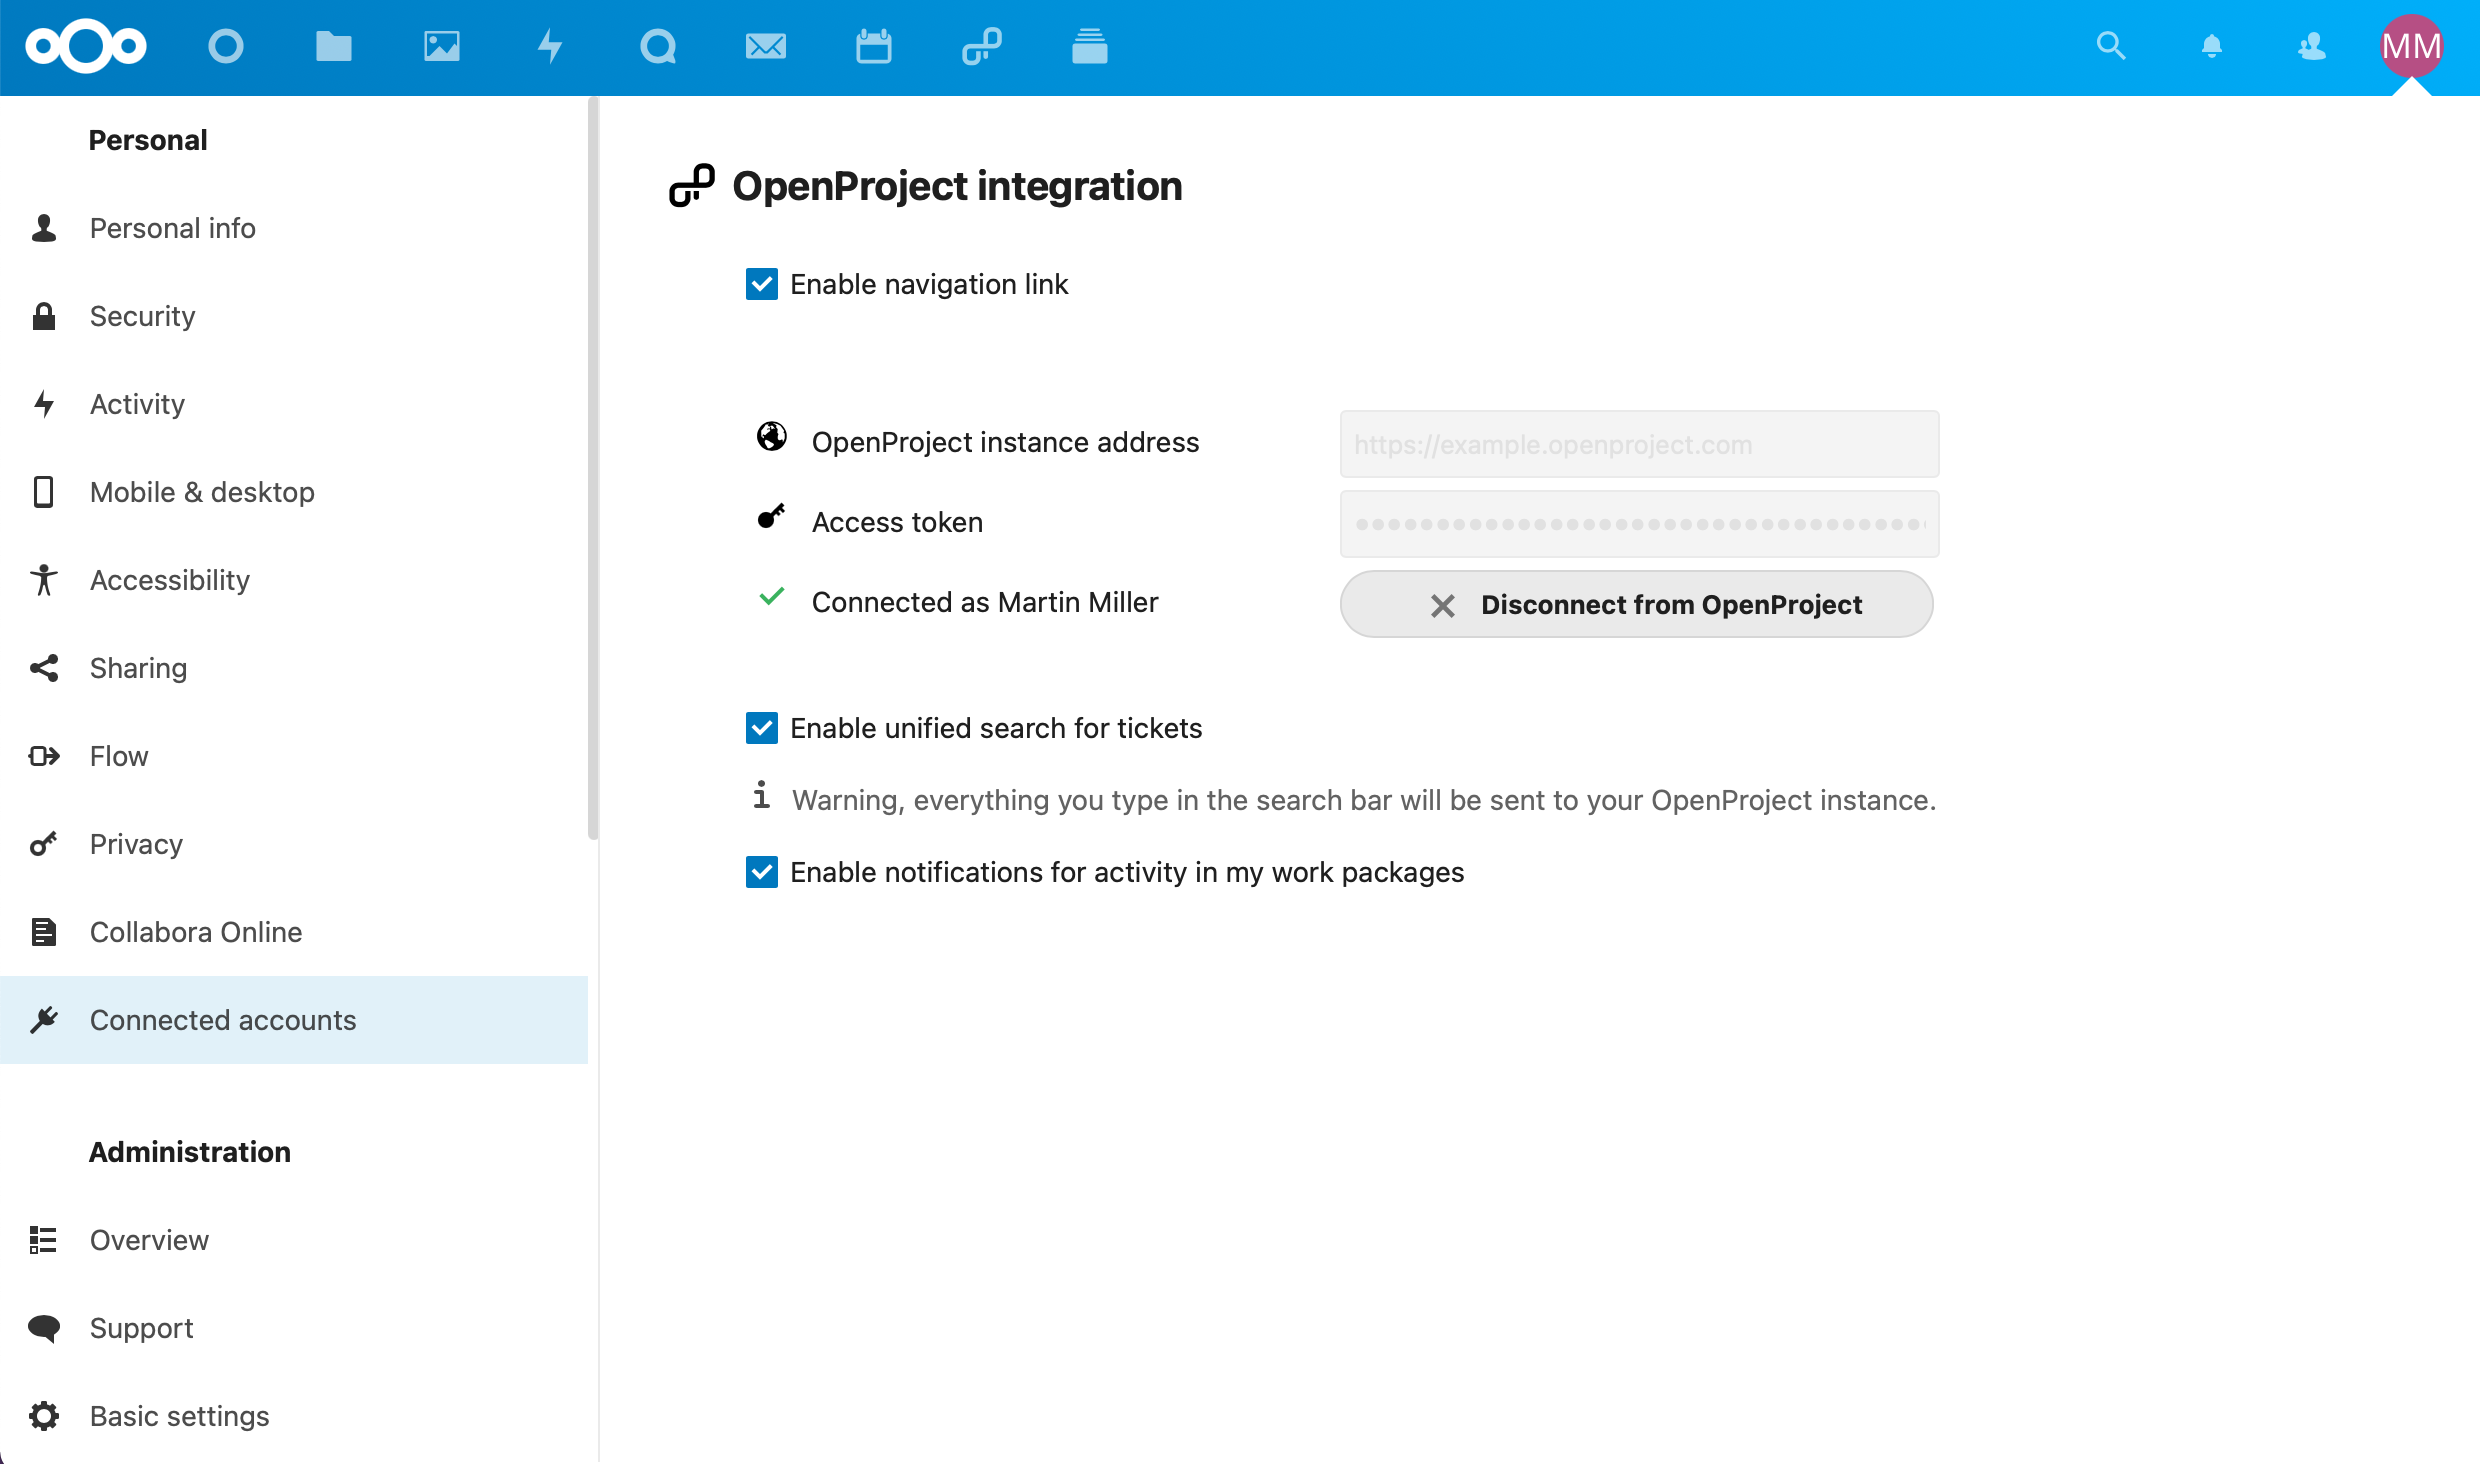 MM
Personal
Personal info
Security
Activity
Mobile & desktop
Accessibility
Sharing
Flow
Privacy
Collabora Online
Connected accounts
Administration
Overview
Support
Basic settings
OpenProject integration
Enable navigation link
OpenProject instance address
https://example.openproject.com
Access token
Connected as Martin Miller
Disconnect from OpenProject
Enable unified search for tickets
Warning, everything you type in the search bar will be sent to your OpenProject instance.
Enable notifications for activity in my work packages